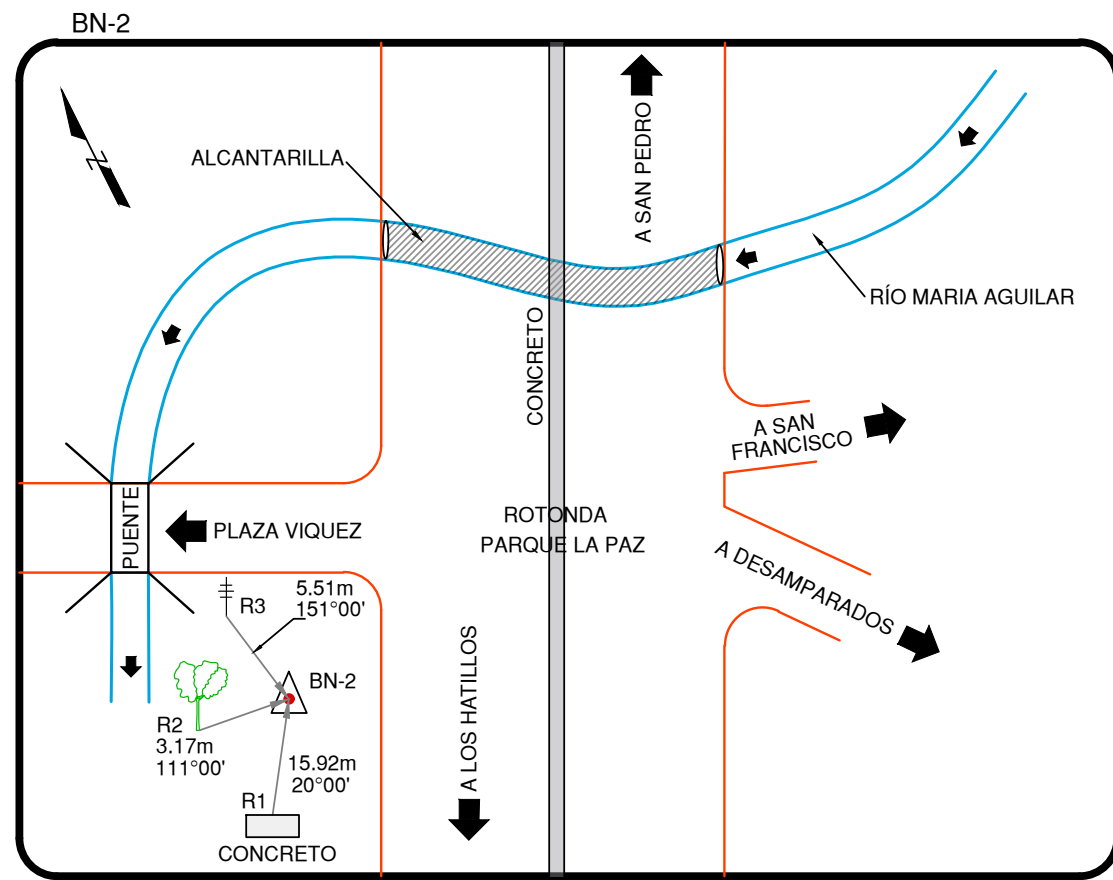 BN-2
N
ALCANTARILLA
A SAN PEDRO
RÍO MARIA AGUILAR
CONCRETO
A SAN
FRANCISCO
PUENTE
PLAZA VIQUEZ
ROTONDA
PARQUE LA PAZ
A DESAMPARADOS
5.51m
151°00'
R3
BN-2
R2
3.17m
111°00'
15.92m
20°00'
R1
CONCRETO
A LOS HATILLOS